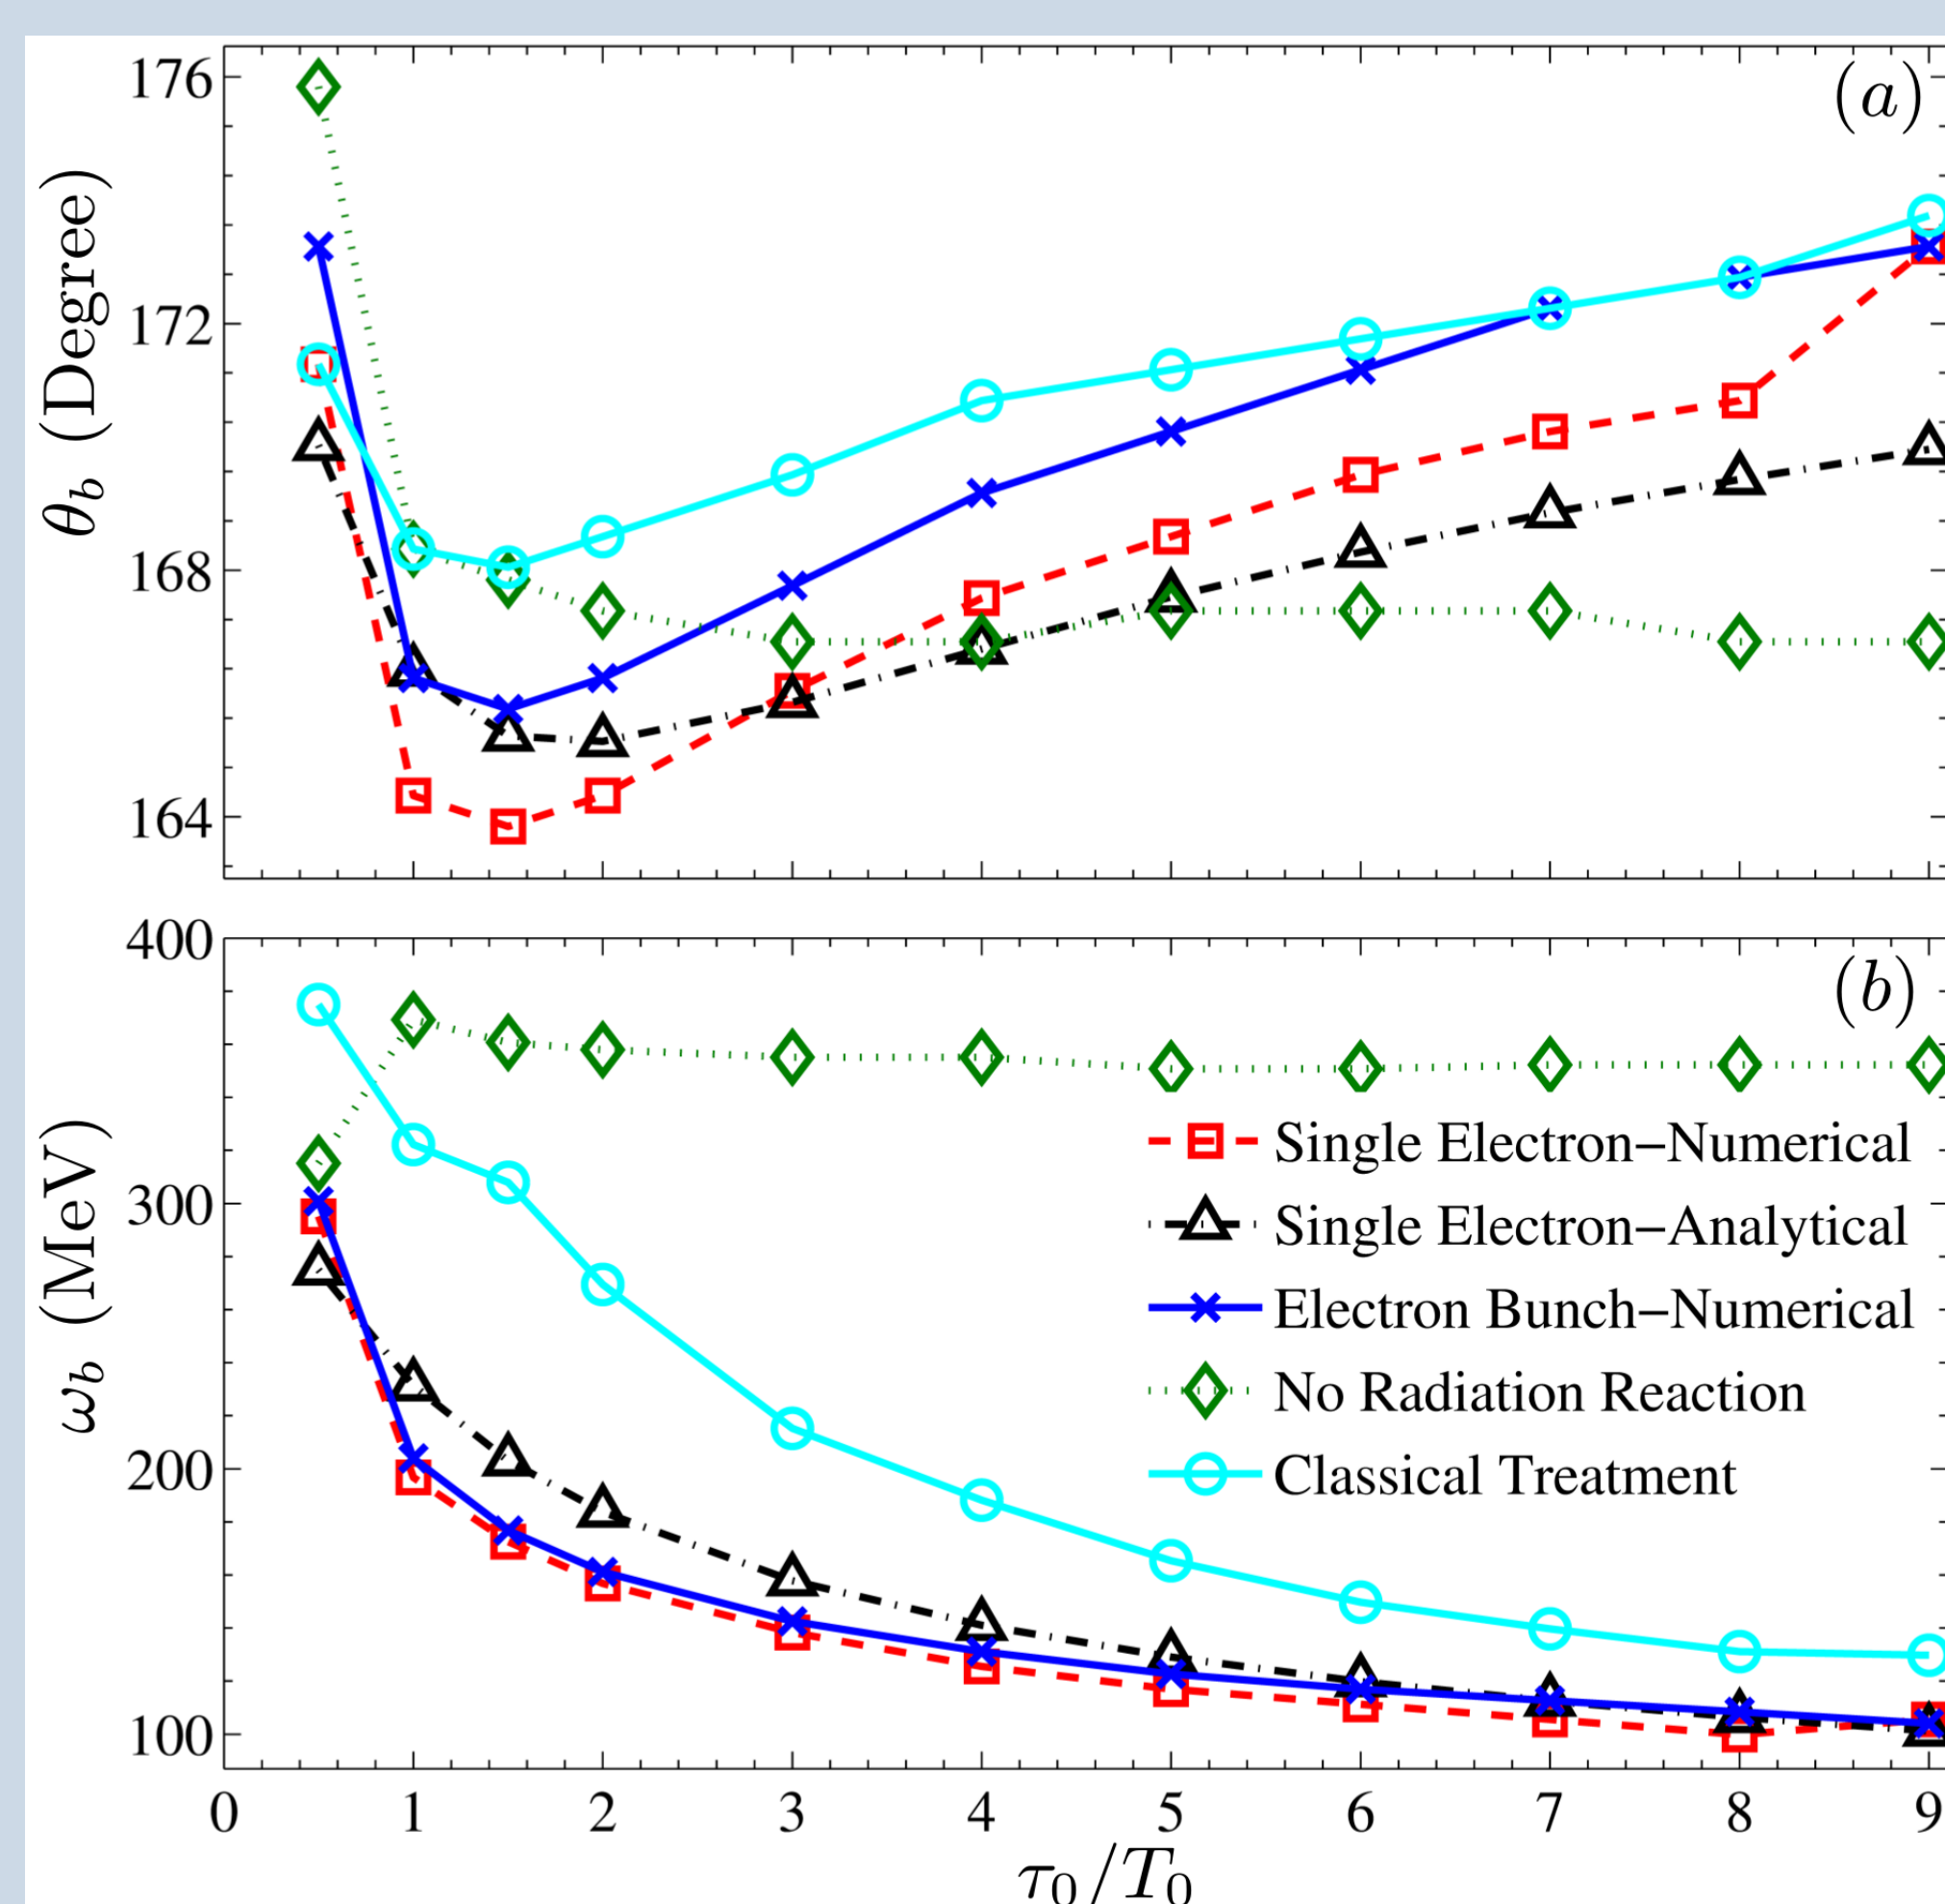 (a)
176
172
168
164
θb (Degree)
(b)
400
300
200
100
ωb (MeV)
Single Electron–Numerical
Single Electron–Analytical
Electron Bunch–Numerical
No Radiation Reaction
Classical Treatment
0 1 2 3 4 5 6 7 8 9
τ0/T0